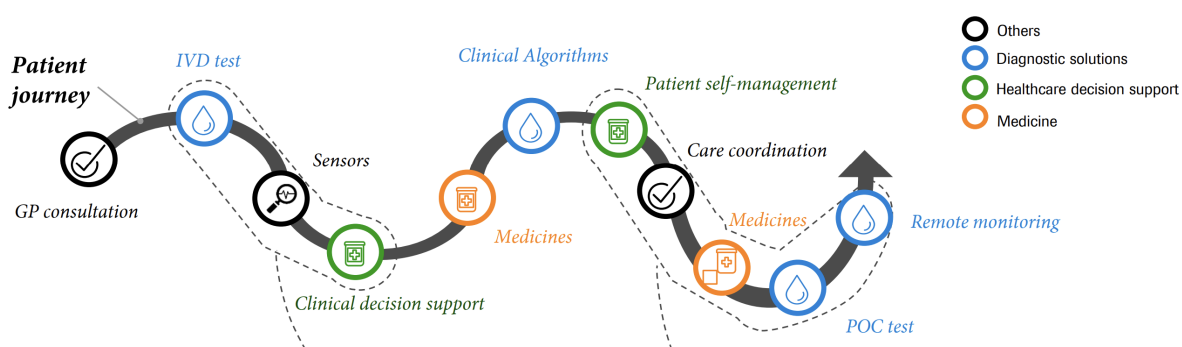 Patient
journey
GP consultation
IVD test
Sensors
Clinical decision support
Medicines
Clinical Algorithms
Patient self-management
Care coordination
Medicines
POC test
Remote monitoring
Others
Diagnostic solutions
Healthcare decision support
Medicine